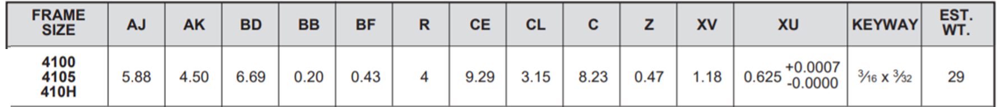 FRAME SIZE AJ AK BD BB BF R CE CL C Z XV XU KEYWAY EST. WT.
4100 4105 410H 5.88 4.50 6.69 0.20 0.43 4 9.29 3.15 8.23 0.47 1.18 0.625 +0.0007 -0.0000 3⁄16 x 3⁄32 29